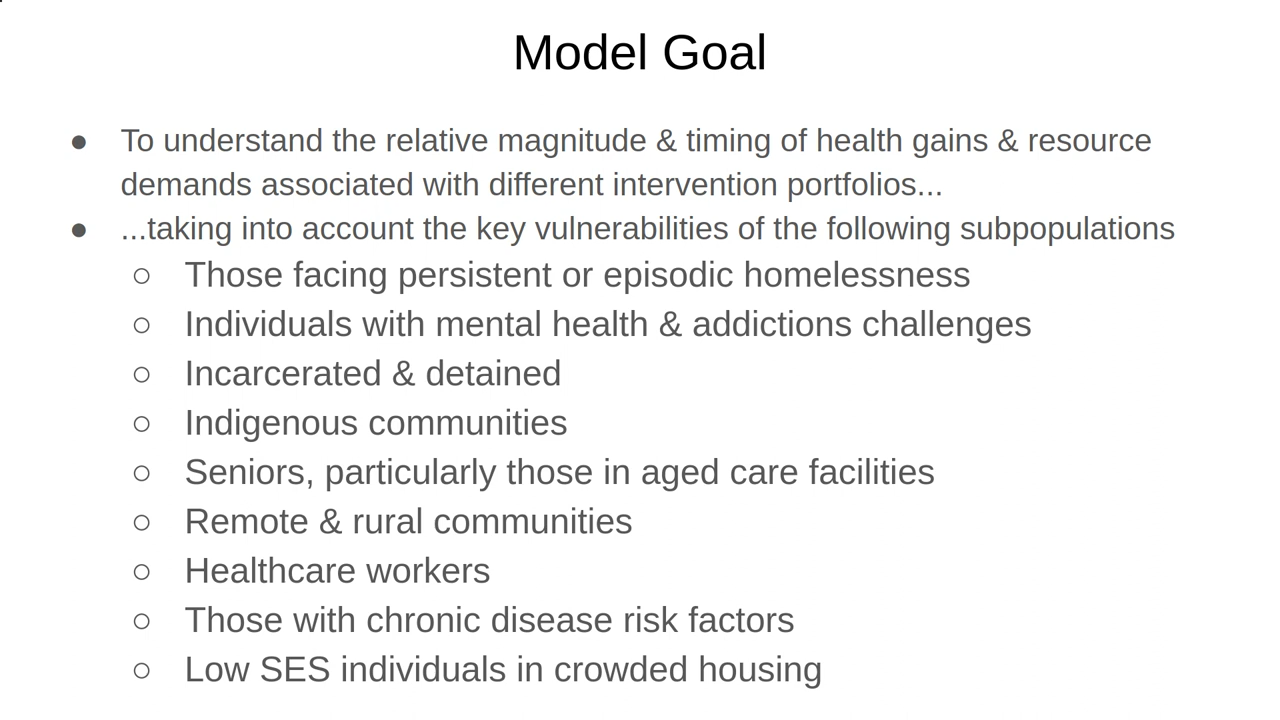 Model Goal
● To understand the relative magnitude & timing of health gains & resource
demands associated with different intervention portfolios...
● ...taking into account the key vulnerabilities of the following subpopulations
○ Those facing persistent or episodic homelessness
○ Individuals with mental health & addictions challenges
○ Incarcerated & detained
○ Indigenous communities
○ Seniors, particularly those in aged care facilities
○ Remote & rural communities
○ Healthcare workers
○ Those with chronic disease risk factors
○ Low SES individuals in crowded housing